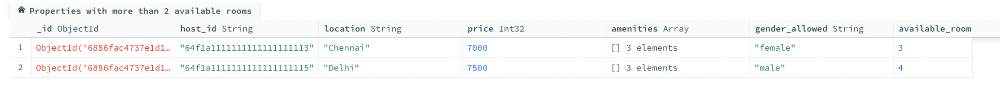 Properties with more than 2 available rooms
_id ObjectId host_id String location String price Int32 amenities Array gender_allowed String available_room
1 ObjectId('6886fac4737e1d1… "64f1a1111111111111111113" "Chennai" 7000 [] 3 elements "female" 3
2 ObjectId('6886fac4737e1d1… "64f1a1111111111111111115" "Delhi" 7500 [] 3 elements "male" 4